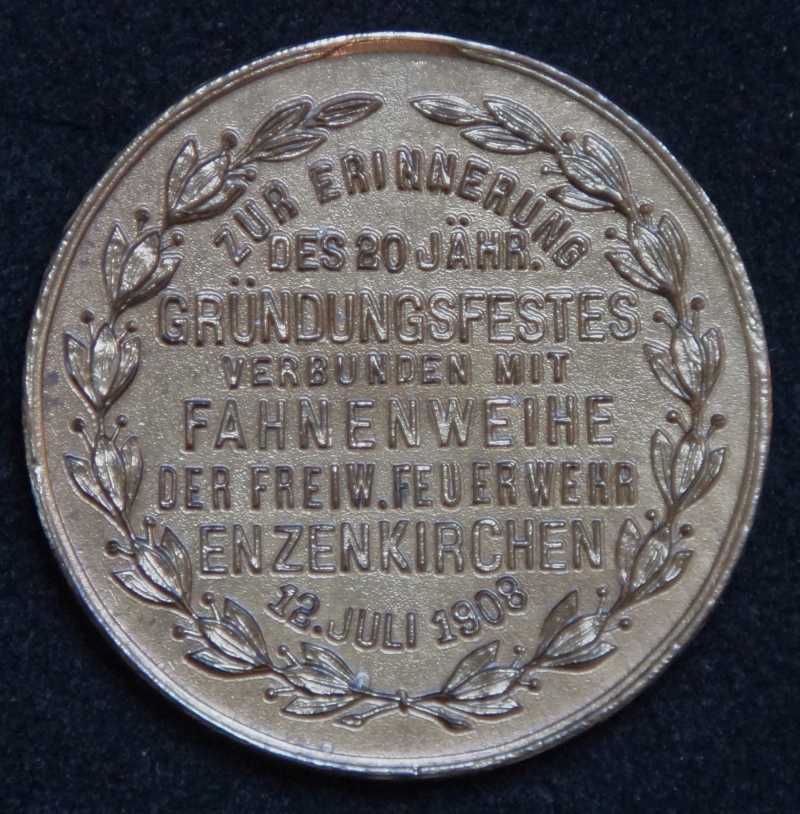 ZUR ERINNERUNG
DES 20 JÄHR.
GRÜNDUNGSFESTES
VERBUNDEN MIT
FAHNENWEIHE
DER FREIW. FEUERWEHR
ENZENKIRCHEN
12. JULI 1908